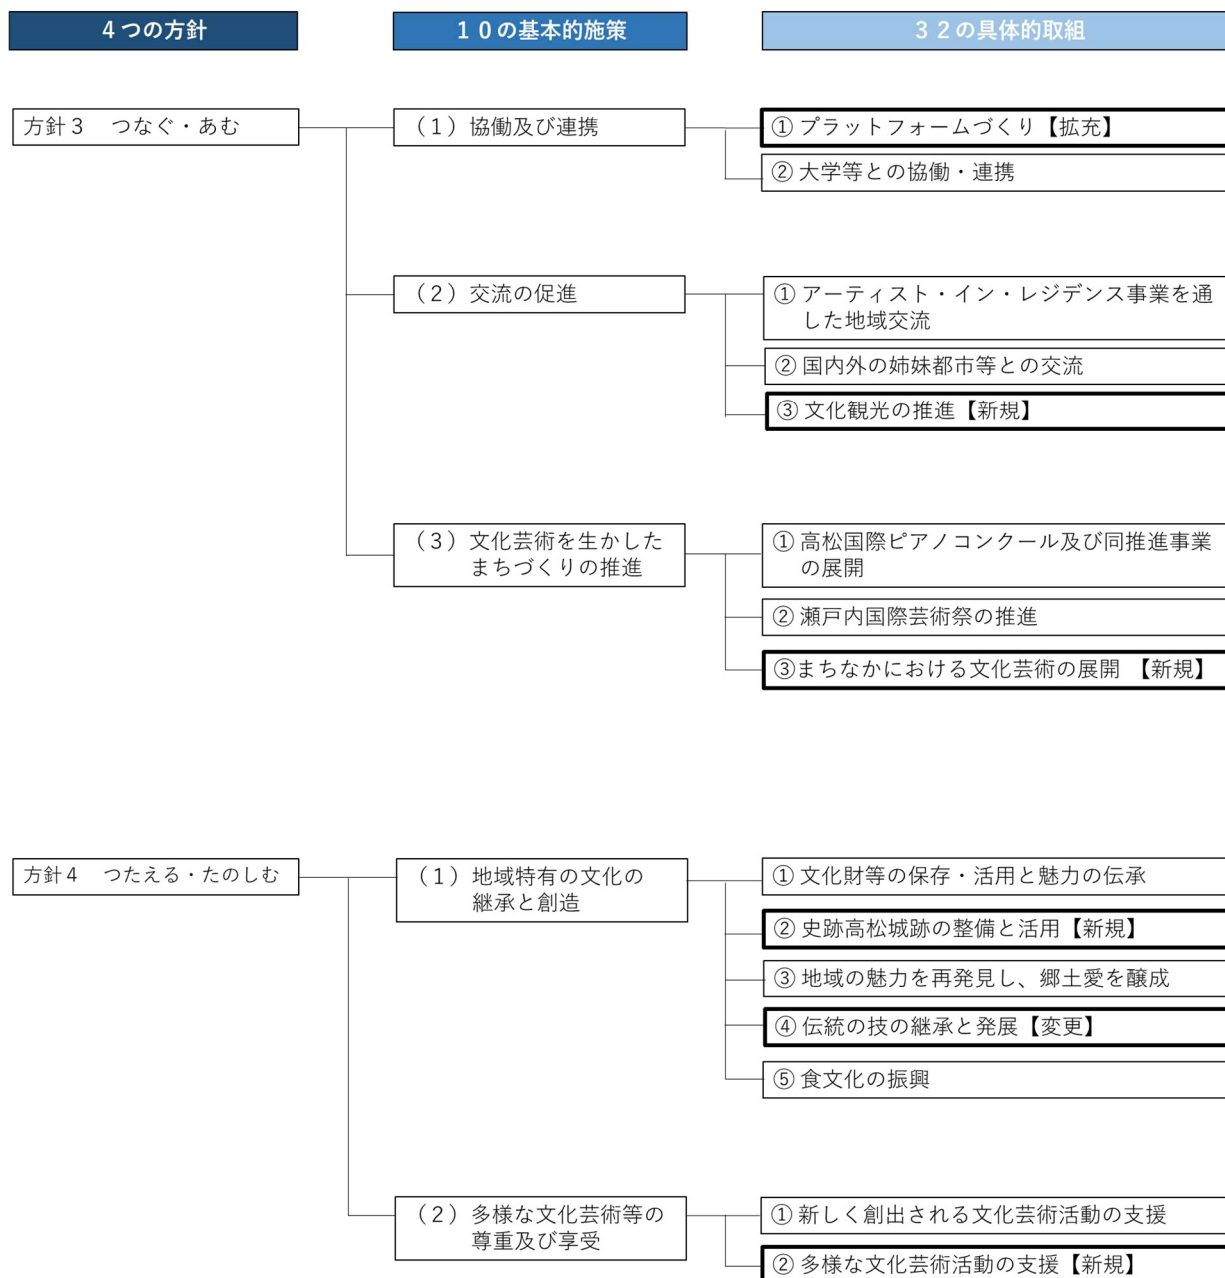 4つの方針
10の基本的施策
32の具体的取組
方針3　つなぐ・あむ
（1）協働及び連携
① プラットフォームづくり【拡充】
② 大学等との協働・連携
（2）交流の促進
① アーティスト・イン・レジデンス事業を通
した地域交流
② 国内外の姉妹都市等との交流
③ 文化観光の推進【新規】
（3）文化芸術を生かした
まちづくりの推進
① 高松国際ピアノコンクール及び同推進事業
の展開
② 瀬戸内国際芸術祭の推進
③まちなかにおける文化芸術の展開 【新規】
方針4　つたえる・たのしむ
（1）地域特有の文化の
継承と創造
① 文化財等の保存・活用と魅力の伝承
② 史跡高松城跡の整備と活用【新規】
③ 地域の魅力を再発見し、郷土愛を醸成
④ 伝統の技の継承と発展【変更】
⑤ 食文化の振興
（2）多様な文化芸術等の
尊重及び享受
① 新しく創出される文化芸術活動の支援
② 多様な文化芸術活動の支援【新規】